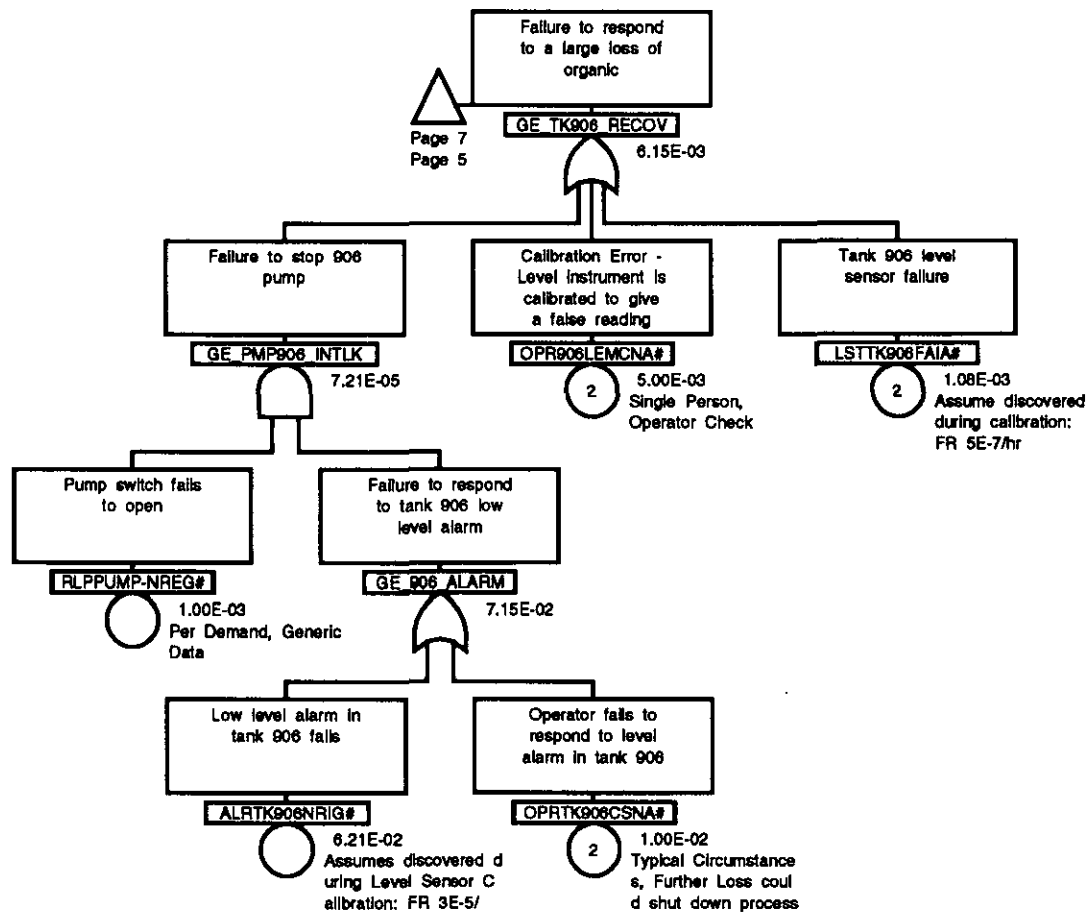 Failure to respond
to a large loss of
organic
GE_TK906_RECOV
Page 7
Page 5
6.15E-03
Failure to stop 906
pump
GE_PMP906_INTLK
7.21E-05
Calibration Error -
Level instrument is
calibrated to give
a false reading
OPR906LEMCNA#
2
5.00E-03
Single Person,
Operator Check
Tank 906 level
sensor failure
LSTTK906FAIA#
2
1.08E-03
Assume discovered
during calibration:
FR 5E-7/hr
Pump switch fails
to open
RLPPUMP-NREG#
1.00E-03
Per Demand, Generic
Data
Failure to respond
to tank 906 low
level alarm
GE_906_ALARM
7.15E-02
Low level alarm in
tank 906 fails
ALRTK906NRIG#
6.21E-02
Assumes discovered d
uring Level Sensor C
alibration: FR 3E-5/
Operator fails to
respond to level
alarm in tank 906
OPRTK906CSNA#
2
1.00E-02
Typical Circumstance
s, Further Loss coul
d shut down process